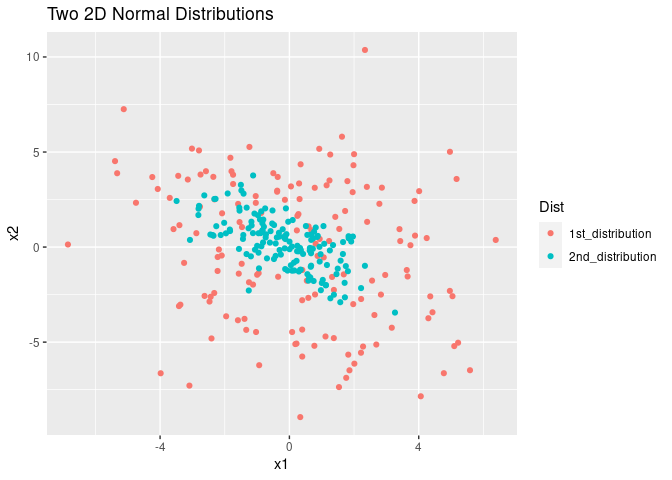 Two 2D Normal Distributions
10
5
0
-5
x2
-4
0
4
x1
Dist
1st_distribution
2nd_distribution